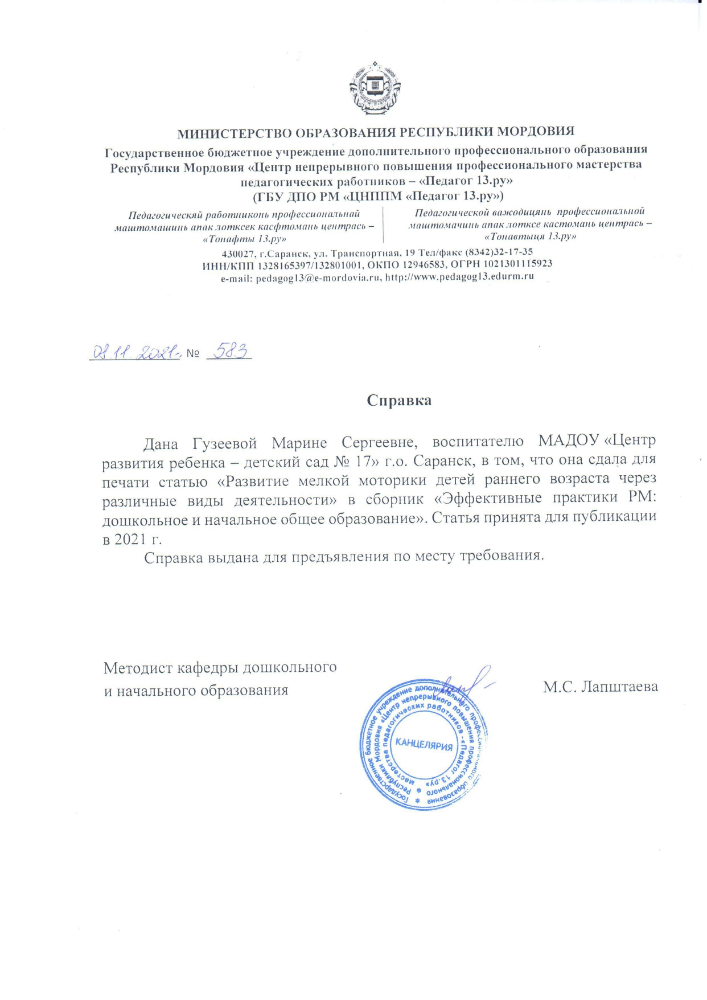 МИНИСТЕРСТВО ОБРАЗОВАНИЯ РЕСПУБЛИКИ МОРДОВИЯ
Государственное бюджетное учреждение дополнительного профессионального образования
Республики Мордовия «Центр непрерывного повышения профессионального мастерства
педагогических работников – «Педагог 13.ру»
(ГБУ ДПО РМ «ЦНППМ «Педагог 13.ру»)
Педагогическяй работниконь профессиональнай
маштомашинь апак лотксек касфтомань центрась –
«Тонафты 13.ру»
Педагогической важодицянь профессиональной
маштомачинь апак лотксе кастомань центрась –
«Тонавтыця 13.ру»
430027, г.Саранск, ул. Транспортная, 19 Тел/факс (8342)32-17-35
ИНН/КПП 1328165397/132801001, ОКПО 12946583, ОГРН 1021301115923
e-mail: pedagog13@e-mordovia.ru, http://www.pedagog13.edurm.ru
08.11.2021г. № 583
Справка
Дана Гузеевой Марине Сергеевне, воспитателю МАДОУ «Центр
развития ребенка – детский сад № 17» г.о. Саранск, в том, что она сдала для
печати статью «Развитие мелкой моторики детей раннего возраста через
различные виды деятельности» в сборник «Эффективные практики РМ:
дошкольное и начальное общее образование». Статья принята для публикации
в 2021 г.
Справка выдана для предъявления по месту требования.
Методист кафедры дошкольного
и начального образования
М.С. Лапштаева
Государственное бюджетное учреждение дополнительного профессионального образования
Республики Мордовия «Центр непрерывного повышения профессионального
мастерства педагогических работников - «Педагог 13.ру»
КАНЦЕЛЯРИЯ